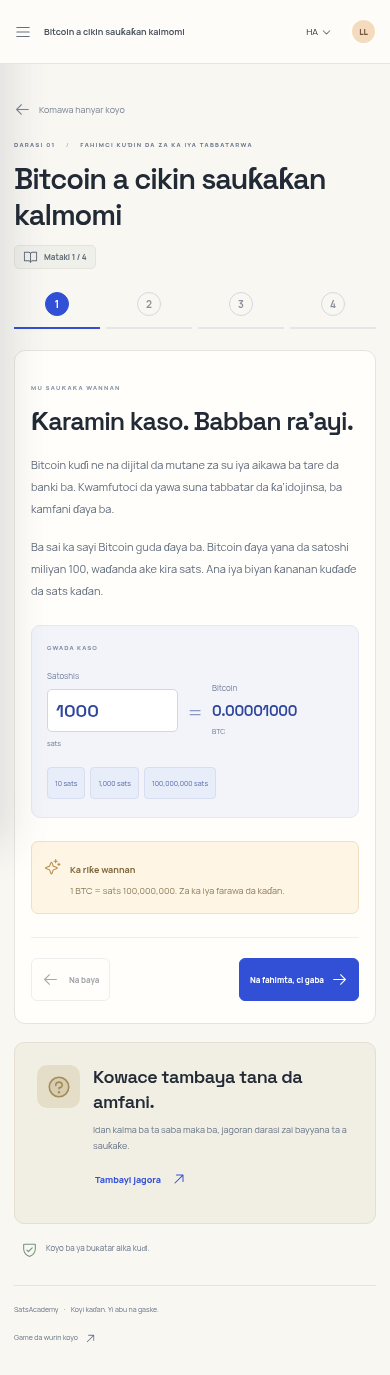 Bitcoin a cikin sauƙaƙan kalmomi
HA
LL
Komawa hanyar koyo
DARASI 01 / FAHIMCI KUƊIN DA ZA KA IYA TABBATARWA
Bitcoin a cikin sauƙaƙan
kalmomi
Mataki 1 / 4
1
2
3
4
MU SAUKAKA WANNAN
Ƙaramin kaso. Babban ra’ayi.
Bitcoin kuɗi ne na dijital da mutane za su iya aikawa ba tare da
banki ba. Kwamfutoci da yawa suna tabbatar da ƙa'idojinsa, ba
kamfani ɗaya ba.
Ba sai ka sayi Bitcoin guda ɗaya ba. Bitcoin ɗaya yana da satoshi
miliyan 100, waɗanda ake kira sats. Ana iya biyan ƙananan kuɗaɗe
da sats kaɗan.
GWADA KASO
Satoshis
1000
sats
=
Bitcoin
0.00001000
BTC
10 sats
1,000 sats
100,000,000 sats
Ka riƙe wannan
1 BTC = sats 100,000,000. Za ka iya farawa da kaɗan.
Na baya
Na fahimta, ci gaba
Kowace tambaya tana da
amfani.
Idan kalma ba ta saba maka ba, jagoran darasi zai bayyana ta a
sauƙaƙe.
Tambayi jagora
Koyo ba ya buƙatar aika kuɗi.
SatsAcademy · Koyi kaɗan. Yi abu na gaske.
Game da wurin koyo